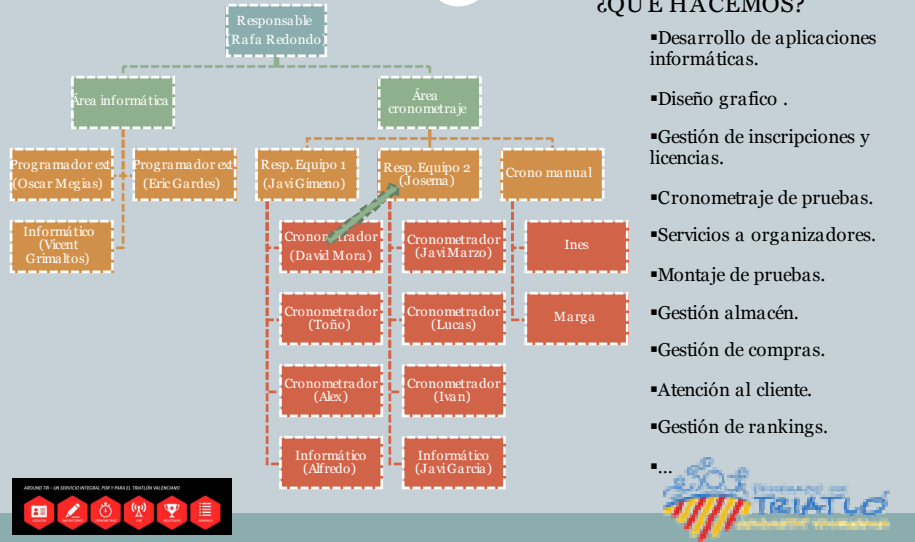 Responsable
(Rafa Redondo)
Área informática
Área
cronometraje
Programador ext
(Oscar Megias)
Programador ext
(Eric Gardes)
Informático
(Vicent
Grimaltos)
Resp. Equipo 1
(Javi Gimeno)
Resp. Equipo 2
(Josema)
Crono manual
Cronometrador
(David Mora)
Cronometrador
(Toño)
Cronometrador
(Alex)
Informático
(Alfredo)
Cronometrador
(Javi Marzo)
Cronometrador
(Lucas)
Cronometrador
(Ivan)
Informático
(Javi Garcia)
Ines
Marga
¿QUÉ HACEMOS?
▪Desarrollo de aplicaciones
informáticas.
▪Diseño grafico .
▪Gestión de inscripciones y
licencias.
▪Cronometraje de pruebas.
▪Servicios a organizadores.
▪Montaje de pruebas.
▪Gestión almacén.
▪Gestión de compras.
▪Atención al cliente.
▪Gestión de rankings.
▪...
AROUND TRI - UN SERVICIO INTEGRAL POR Y PARA EL TRIATLÓN VALENCIANO
TRIATLÓ